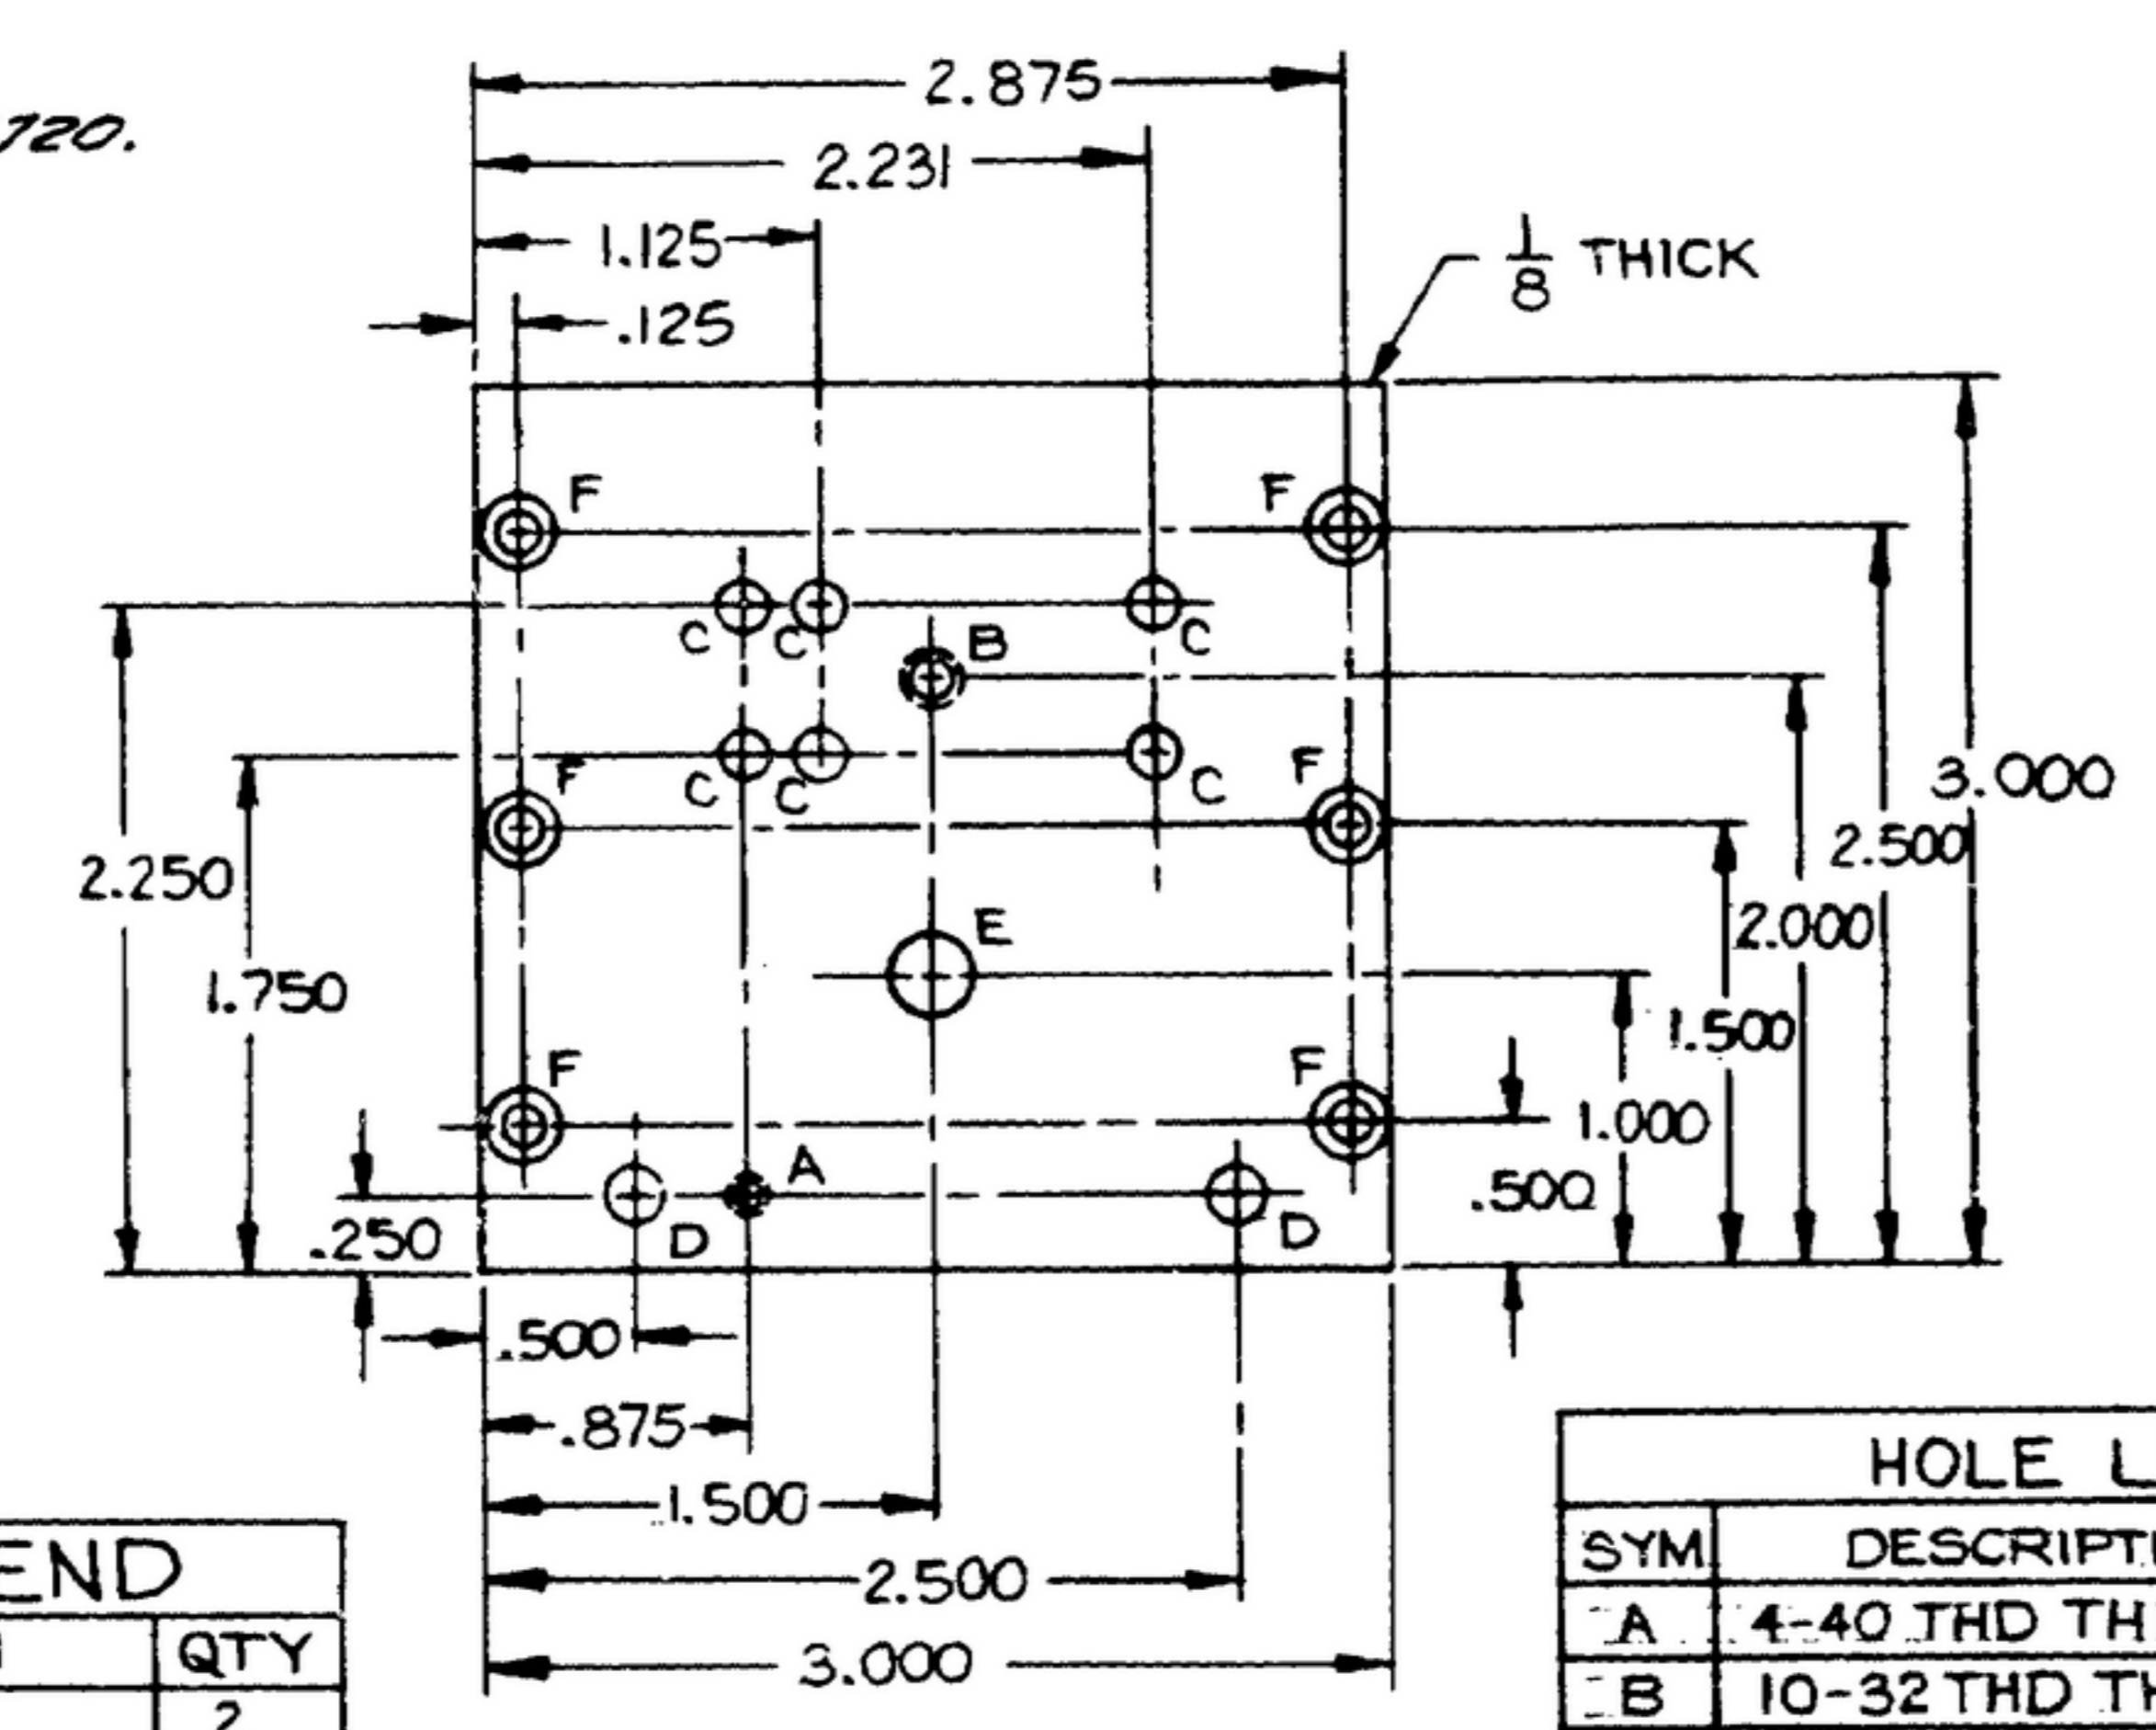 720.
2.875
2.231
1.125
.125
1/8 THICK
F F
C C C
B
C C C
F F
3.000
2.500
2.250
2.000
E
1.750
1.500
F F
1.000
A
.500
.250
D D
.500
.875
1.500
2.500
3.000
END
QTY
2
HOLE L
SYM DESCRIPT
A 4-40 THD TH
B 10-32 THD TH